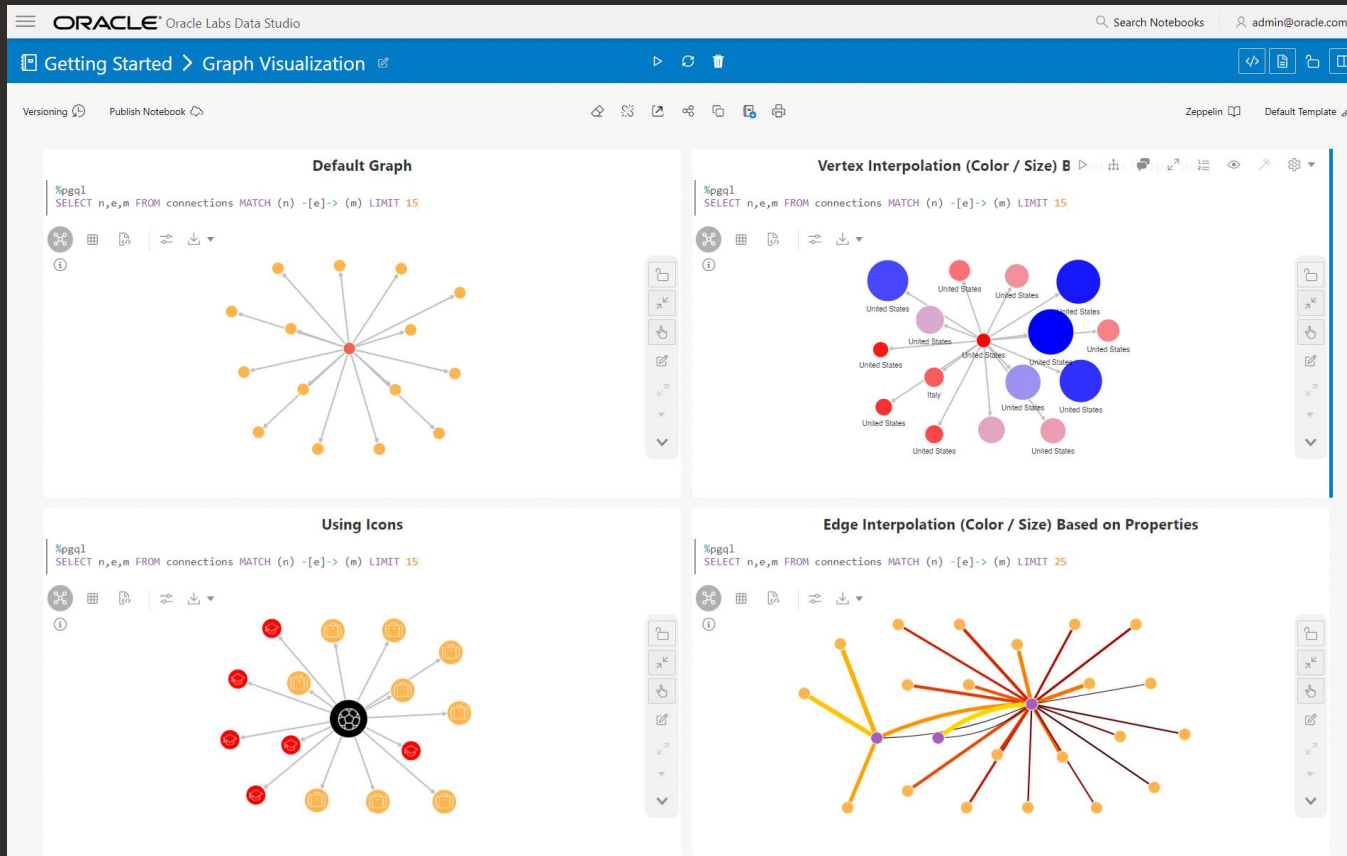 ORACLE® Oracle Labs Data Studio
Search Notebooks
admin@oracle.com
Getting Started > Graph Visualization
Versioning
Publish Notebook
Zeppelin
Default Template
Default Graph
%pgql
SELECT n,e,m FROM connections MATCH (n) -[e]-> (m) LIMIT 15
Vertex Interpolation (Color / Size) B
%pgql
SELECT n,e,m FROM connections MATCH (n) -[e]-> (m) LIMIT 15
United States
United States
United States
United States
United States
United States
United States
United States
United States
Italy
United States
United States
United States
United States
United States
Using Icons
%pgql
SELECT n,e,m FROM connections MATCH (n) -[e]-> (m) LIMIT 15
Edge Interpolation (Color / Size) Based on Properties
%pgql
SELECT n,e,m FROM connections MATCH (n) -[e]-> (m) LIMIT 25